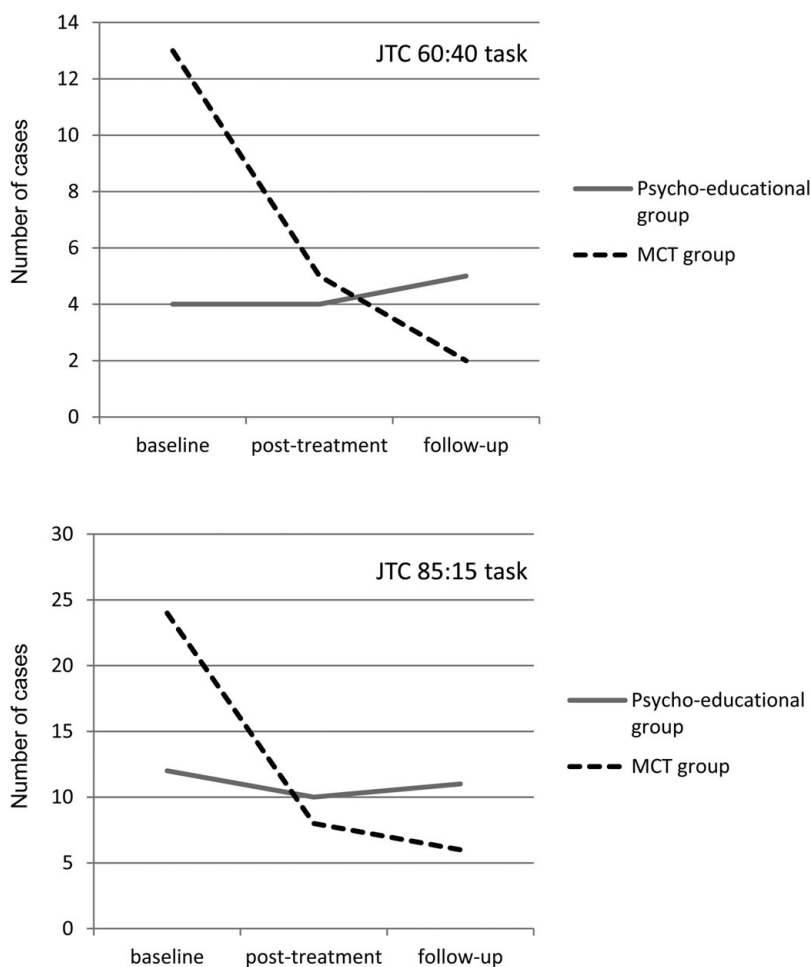 14
JTC 60:40 task
12
10
8
6
4
2
0
Number of cases
baseline
post-treatment
follow-up
Psycho-educational
group
MCT group
30
JTC 85:15 task
25
20
15
10
5
0
Number of cases
baseline
post-treatment
follow-up
Psycho-educational
group
MCT group